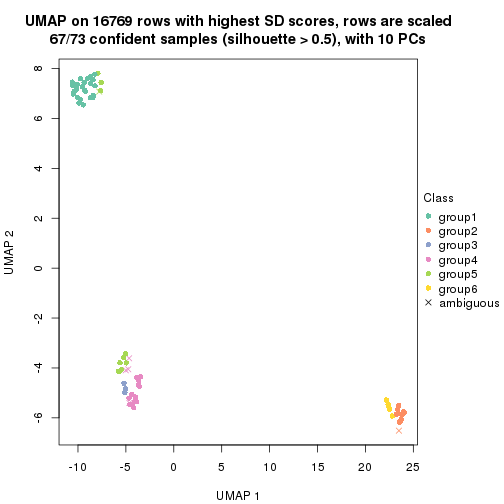 UMAP on 16769 rows with highest SD scores, rows are scaled
67/73 confident samples (silhouette > 0.5), with 10 PCs
8
6
4
2
0
-2
-4
-6
UMAP 2
-10
-5
0
5
10
15
20
25
UMAP 1
Class
group1
group2
group3
group4
group5
group6
ambiguous